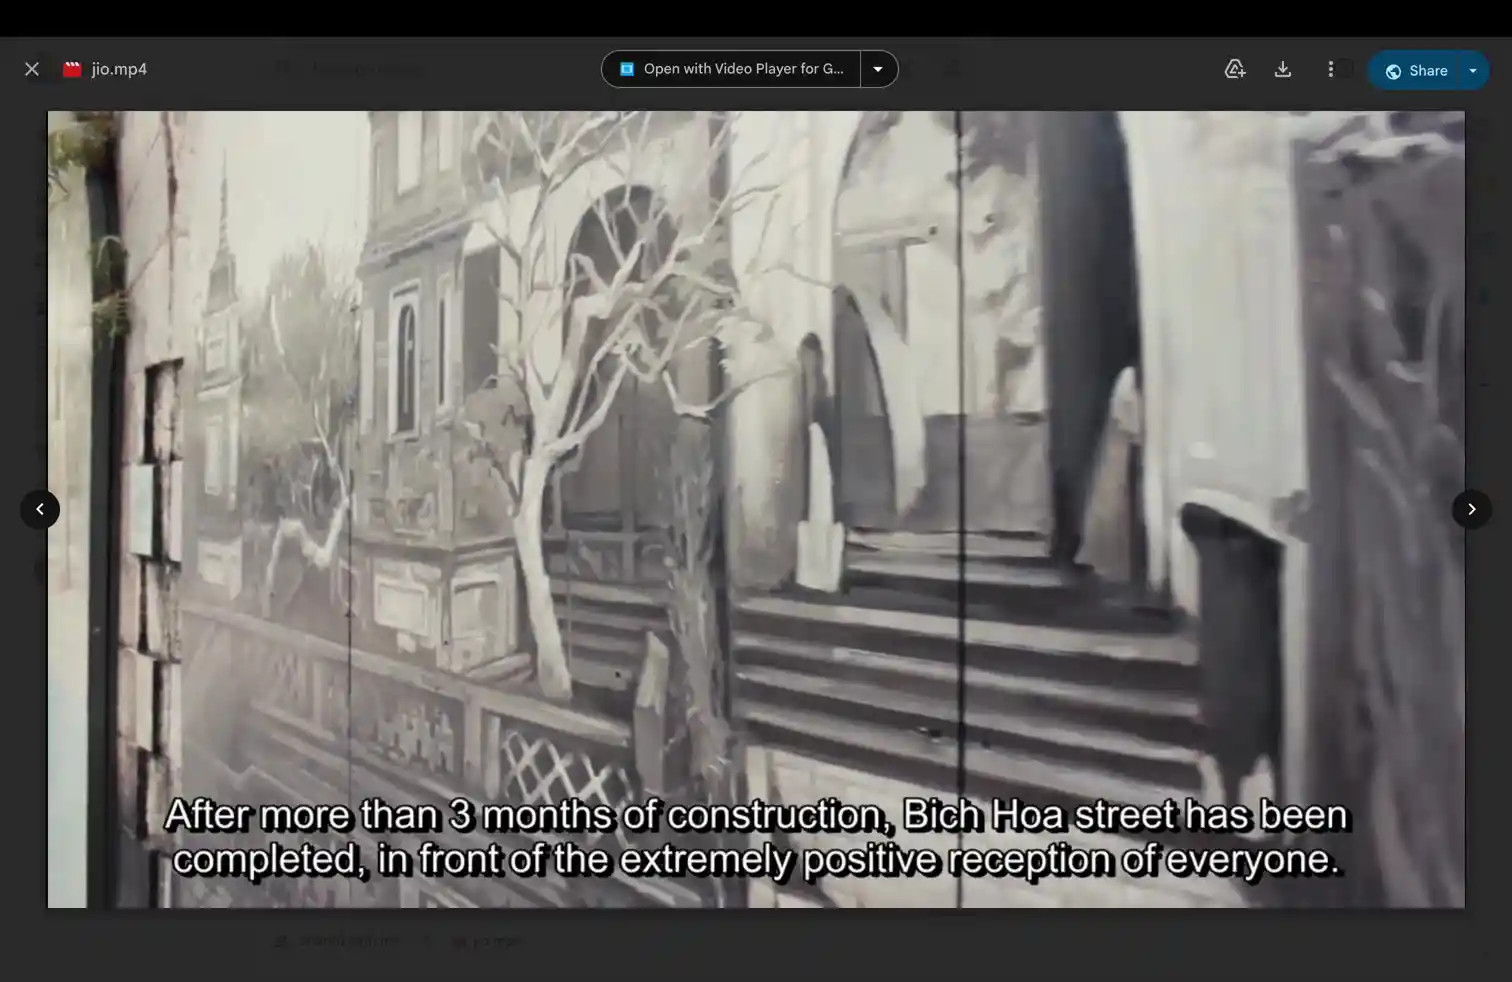 jio.mp4
Open with Video Player for G...
Share
After more than 3 months of construction, Bich Hoa street has been
completed, in front of the extremely positive reception of everyone.